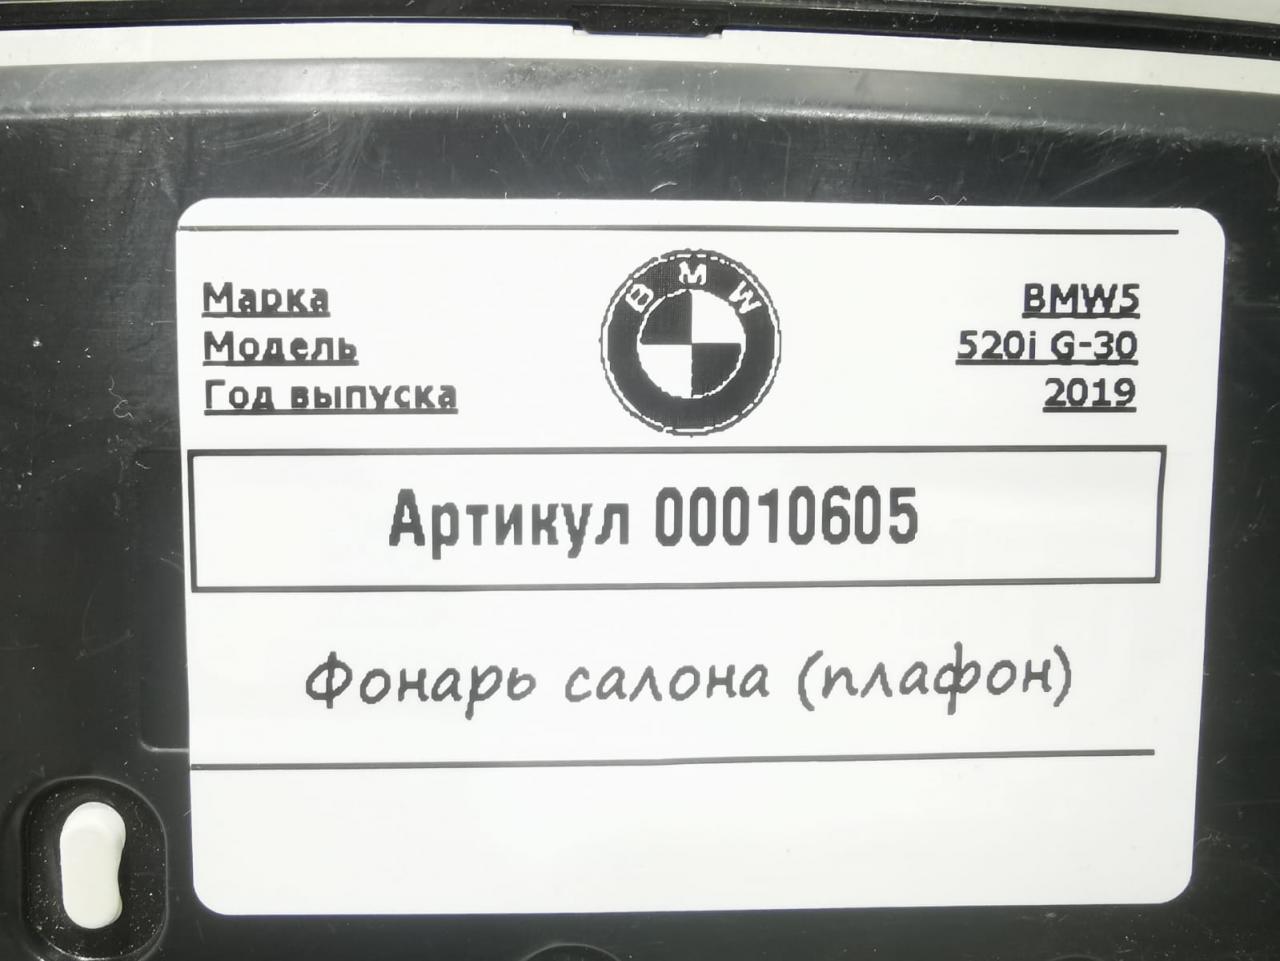 Марка BMW5
Модель 520i G-30
Год выпуска 2019
BMW
Артикул 00010605
Фонарь салона (плафон)